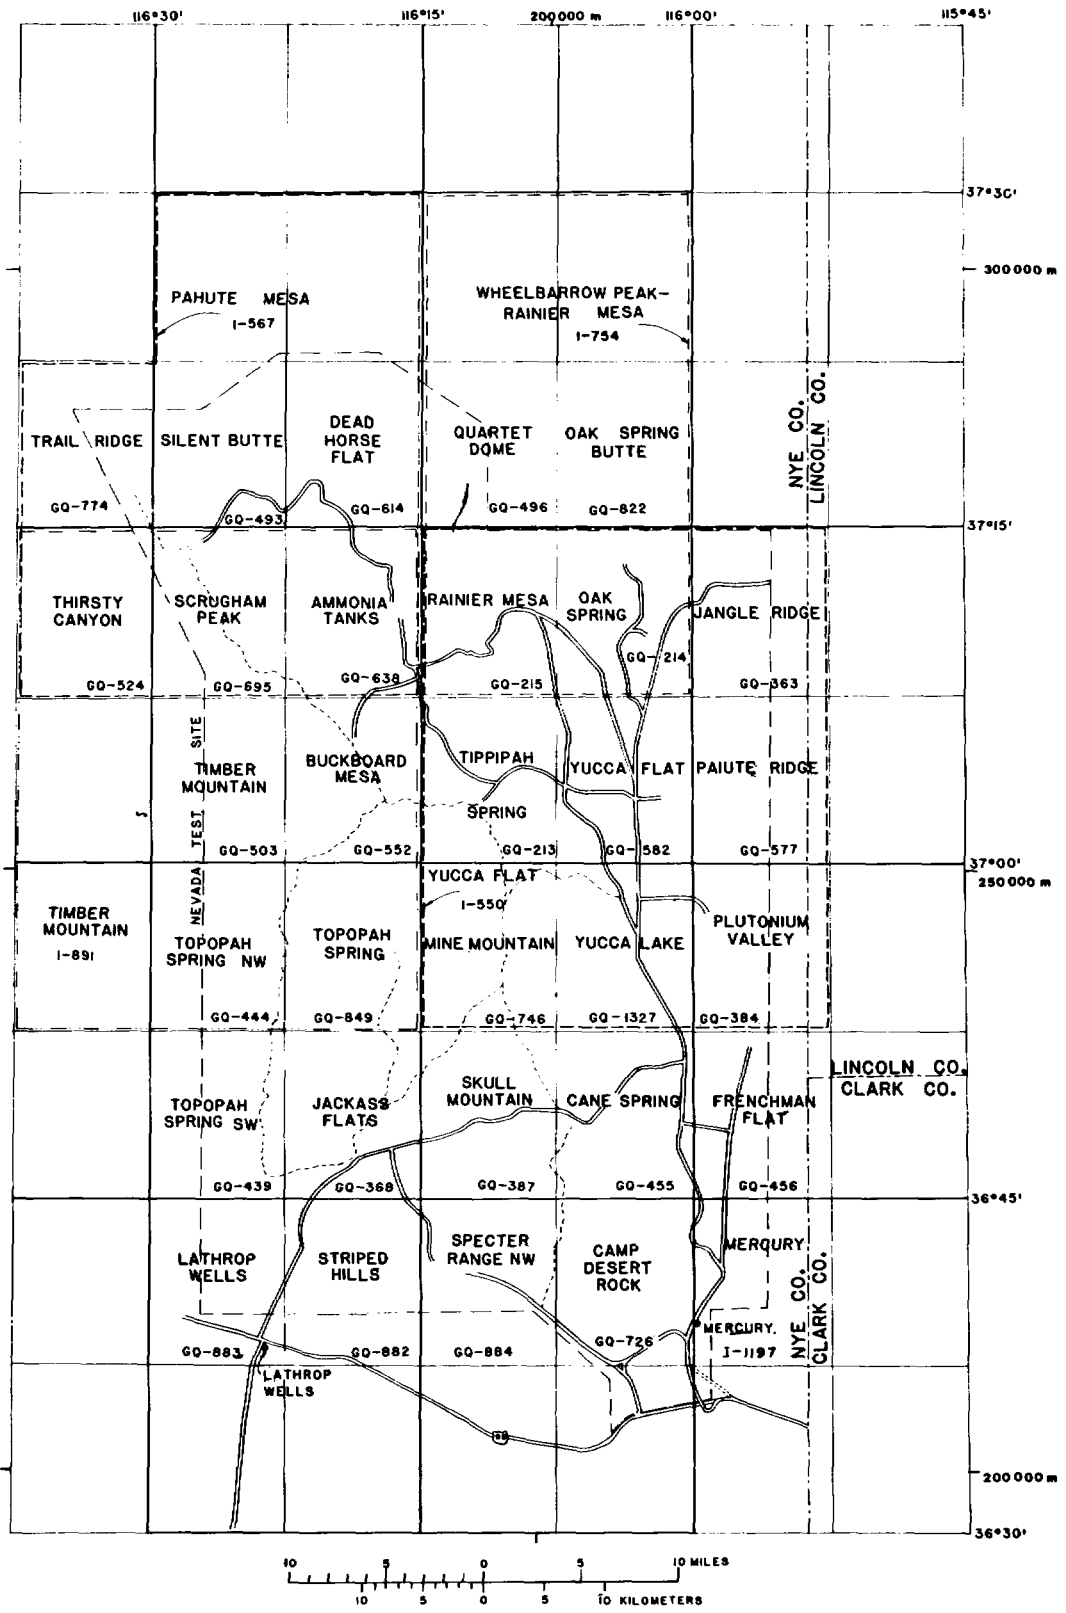 116°30'
116°15'
200000 m
116°00'
115°45'
37°30'
300000 m
PAHUTE MESA
I-567
WHEELBARROW PEAK-
RAINIER MESA
I-754
NYE CO.
LINCOLN CO.
TRAIL RIDGE
GQ-774
SILENT BUTTE
GQ-493
DEAD
HORSE
FLAT
GQ-614
QUARTET
DOME
GQ-496
OAK SPRING
BUTTE
GQ-822
37°15'
THIRSTY
CANYON
GQ-524
SCRUGHAM
PEAK
GQ-695
AMMONIA
TANKS
GQ-638
RAINIER MESA
GQ-215
OAK
SPRING
GQ-214
JANGLE RIDGE
GQ-363
NEVADA TEST SITE
TIMBER
MOUNTAIN
GQ-503
BUCKBOARD
MESA
GQ-552
TIPPIPAH
SPRING
GQ-213
YUCCA FLAT
GQ-582
PAIUTE RIDGE
GQ-577
37°00'
250000 m
TIMBER
MOUNTAIN
I-891
TOPOPAH
SPRING NW
GQ-444
TOPOPAH
SPRING
GQ-849
YUCCA FLAT
I-550
MINE MOUNTAIN
GQ-746
YUCCA LAKE
GQ-1327
PLUTONIUM
VALLEY
GQ-384
LINCOLN CO.
CLARK CO.
TOPOPAH
SPRING SW
GQ-439
JACKASS
FLATS
GQ-368
SKULL
MOUNTAIN
GQ-387
CANE SPRING
GQ-455
FRENCHMAN
FLAT
GQ-456
36°45'
LATHROP
WELLS
GQ-883
STRIPED
HILLS
GQ-882
SPECTER
RANGE NW
GQ-884
CAMP
DESERT
ROCK
GQ-726
MERCURY
MERCURY.
I-1197
NYE CO.
CLARK CO.
LATHROP
WELLS
200000 m
36°30'
10 5 0 5 10 MILES
10 5 0 5 10 KILOMETERS